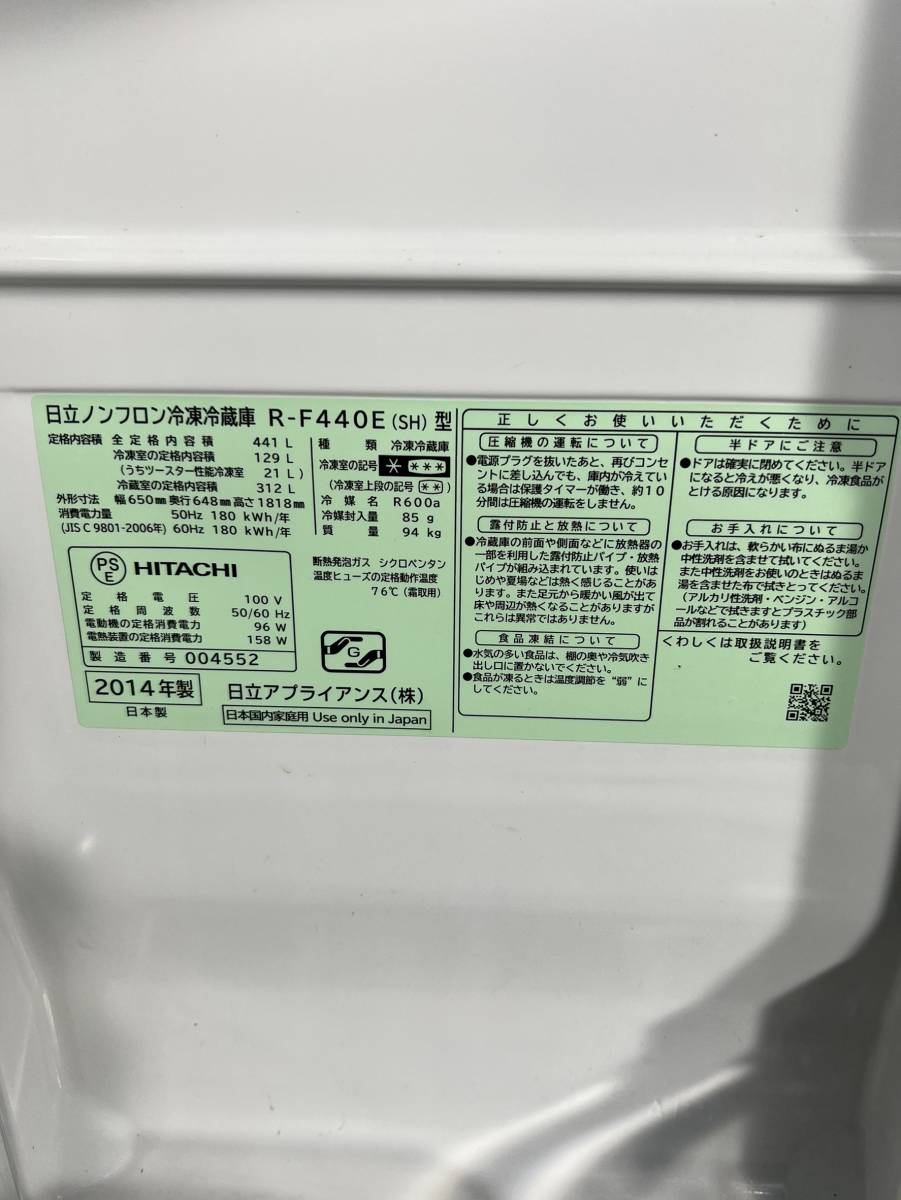 日立ノンフロン冷凍冷蔵庫 R-F440E(SH)型
定格内容積 全定格内容積 441 L
冷凍室の定格内容積 129 L
(うちツースター性能冷凍室 21 L)
冷蔵室の定格内容積 312 L
外形寸法 幅650㎜奥行648㎜高さ1818㎜
消費電力量 50Hz 180 kWh/年
(JIS C 9801-2006年) 60Hz 180 kWh/年
種類 冷凍冷蔵庫
冷凍室の記号 * ***
(冷凍室上段の記号 **)
冷媒名 R600a
冷媒封入量 85 g
質量 94 kg
PS
E
HITACHI
定格電圧 100 V
定格周波数 50/60 Hz
電動機の定格消費電力 96 W
電熱装置の定格消費電力 158 W
製造番号 004552
断熱発泡ガス シクロペンタン
温度ヒューズの定格動作温度
76℃(霜取用)
G
2014年製
日本製
日立アプライアンス(株)
日本国内家庭用 Use only in Japan
正しくお使いいただくために
圧縮機の運転について
●電源プラグを抜いたあと、再びコンセ
ントに差し込んでも、庫内が冷えてい
る場合は保護タイマーが働き、約10
分間は圧縮機の運転をしません。
露付防止と放熱について
●冷蔵庫の前面や側面などに放熱器の
一部を利用した露付防止パイプ・放熱
パイプが組み込まれています。使いは
じめや夏場などは熱く感じることがあ
ります。また足元から暖かい風が出て
床や周辺が熱くなることがありますが
これらは異常ではありません。
食品凍結について
●水気の多い食品は、棚の奥や冷気吹き
出し口に置かないでください。
●食品が凍るときは温度調節を“弱”に
してください。
半ドアにご注意
●ドアは確実に閉めてください。半ドア
になると冷えが悪くなり、冷凍食品が
とける原因になります。
お手入れについて
●お手入れは、軟らかい布にぬるま湯か
中性洗剤を含ませて拭いてください。
また中性洗剤をお使いのときはぬるま
湯を含ませた布で拭きとってください。
(アルカリ性洗剤・ベンジン・アルコ
ールなどで拭きますとプラスチック部
品が割れることがあります)
くわしくは取扱説明書を
ご覧ください。